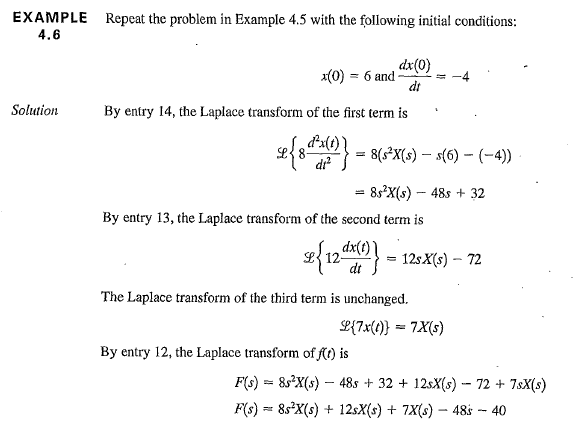 EXAMPLE 4.6 Repeat the problem in Example 4.5 with the following initial conditions:
x(0) = 6 and dx(0)/dt = −4
Solution By entry 14, the Laplace transform of the first term is
ℒ{8 d²x(t)/dt²} = 8(s²X(s) − s(6) − (−4))
= 8s²X(s) − 48s + 32
By entry 13, the Laplace transform of the second term is
ℒ{12 dx(t)/dt} = 12sX(s) − 72
The Laplace transform of the third term is unchanged.
ℒ{7x(t)} = 7X(s)
By entry 12, the Laplace transform of f(t) is
F(s) = 8s²X(s) − 48s + 32 + 12sX(s) − 72 + 7sX(s)
F(s) = 8s²X(s) + 12sX(s) + 7X(s) − 48s − 40